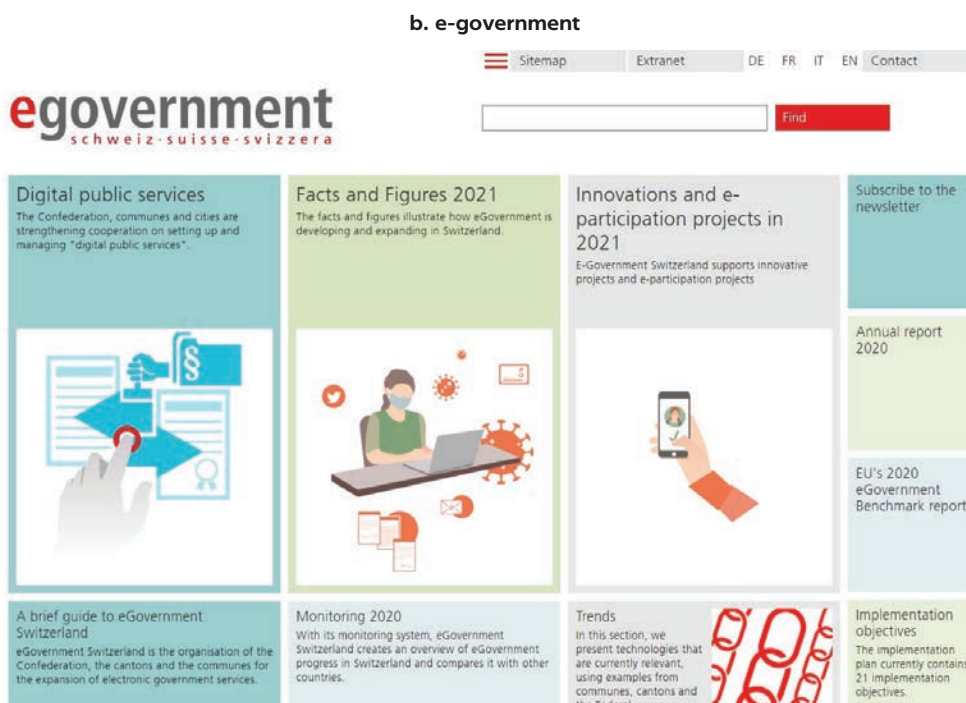 b. e-government
Sitemap
Extranet
DE FR IT EN
Contact
egovernment
schweiz·suisse·svizzera
Find
Digital public services
The Confederation, communes and cities are
strengthening cooperation on setting up and
managing "digital public services".
Facts and Figures 2021
The facts and figures illustrate how eGovernment is
developing and expanding in Switzerland.
Innovations and e-
participation projects in
2021
E-Government Switzerland supports innovative
projects and e-participation projects
Subscribe to the
newsletter
Annual report
2020
EU's 2020
eGovernment
Benchmark report
§
A brief guide to eGovernment
Switzerland
eGovernment Switzerland is the organisation of the
Confederation, the cantons and the communes for
the expansion of electronic government services.
Monitoring 2020
With its monitoring system, eGovernment
Switzerland creates an overview of eGovernment
progress in Switzerland and compares it with other
countries.
Trends
In this section, we
present technologies that
are currently relevant,
using examples from
communes, cantons and
the Federal
Implementation
objectives
The implementation
plan currently contains
21 implementation
objectives.